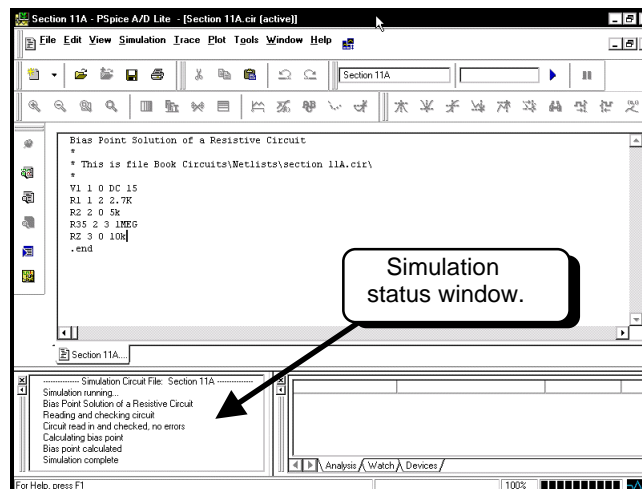 Section 11A - PSpice A/D Lite - [Section 11A.cir (active)]
File Edit View Simulation Trace Plot Tools Window Help
Section 11A
Bias Point Solution of a Resistive Circuit
*
* This is file Book Circuits\Netlists\section 11A.cir\
*
V1 1 0 DC 15
R1 1 2 2.7K
R2 2 0 5k
R35 2 3 1MEG
RZ 3 0 10k
.end
Simulation
status window.
Section 11A....
-------------- Simulation Circuit File: Section 11A --------------
Simulation running...
Bias Point Solution of a Resistive Circuit
Reading and checking circuit
Circuit read in and checked, no errors
Calculating bias point
Bias point calculated
Simulation complete
Analysis Watch Devices
For Help, press F1
100%